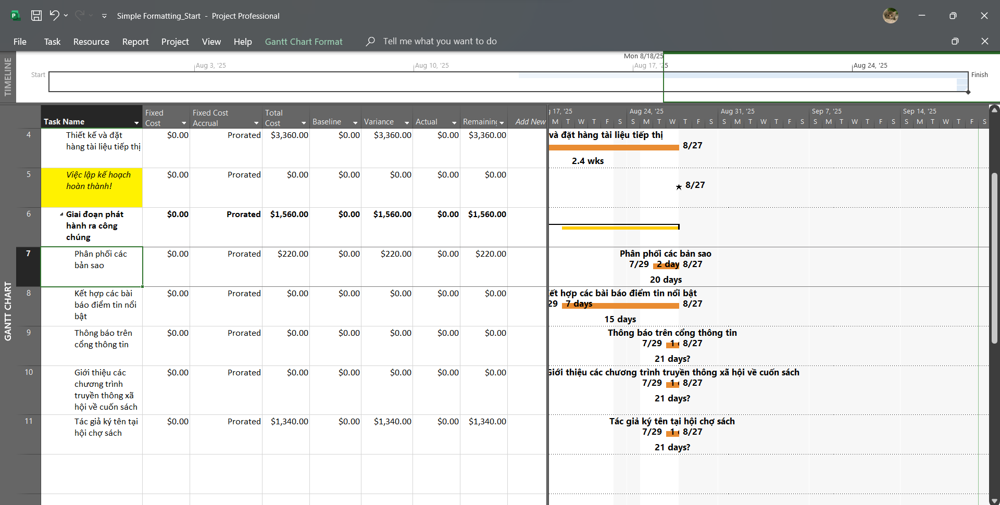 Simple Formatting_Start - Project Professional
File Task Resource Report Project View Help Gantt Chart Format Tell me what you want to do
TIMELINE
Mon 8/18/25
Aug 3, '25 Aug 10, '25 Aug 17, '25 Aug 24, '25
Start
Finish
GANTT CHART
Task Name Fixed Cost Fixed Cost Accrual Total Cost Baseline Variance Actual Remaining Add New
17, '25 Aug 24, '25 Aug 31, '25 Sep 7, '25 Sep 14, '25
M T W T F S S M T W T F S S M T W T F S S M T W T F S S M T W T F S
4 Thiết kế và đặt $0.00 Prorated $3,360.00 $0.00 $3,360.00 $0.00 $3,360.00
hàng tài liệu tiếp thị
và đặt hàng tài liệu tiếp thị
8/27
2.4 wks
5 Việc lập kế hoạch $0.00 Prorated $0.00 $0.00 $0.00 $0.00 $0.00
hoàn thành!
8/27
6 Giai đoạn phát $0.00 Prorated $1,560.00 $0.00 $1,560.00 $0.00 $1,560.00
hành ra công
chúng
7 Phân phối các $0.00 Prorated $220.00 $0.00 $220.00 $0.00 $220.00
bản sao
Phân phối các bản sao
7/29 2 day 8/27
20 days
8 Kết hợp các bài $0.00 Prorated $0.00 $0.00 $0.00 $0.00 $0.00
báo điểm tin nổi
bật
Kết hợp các bài báo điểm tin nổi bật
29 7 days 8/27
15 days
9 Thông báo trên $0.00 Prorated $0.00 $0.00 $0.00 $0.00 $0.00
cổng thông tin
Thông báo trên cổng thông tin
7/29 1 8/27
21 days?
10 Giới thiệu các $0.00 Prorated $0.00 $0.00 $0.00 $0.00 $0.00
chương trình
truyền thông xã
hội về cuốn sách
Giới thiệu các chương trình truyền thông xã hội về cuốn sách
7/29 1 8/27
21 days?
11 Tác giả ký tên tại $0.00 Prorated $1,340.00 $0.00 $1,340.00 $0.00 $1,340.00
hội chợ sách
Tác giả ký tên tại hội chợ sách
7/29 1 8/27
21 days?